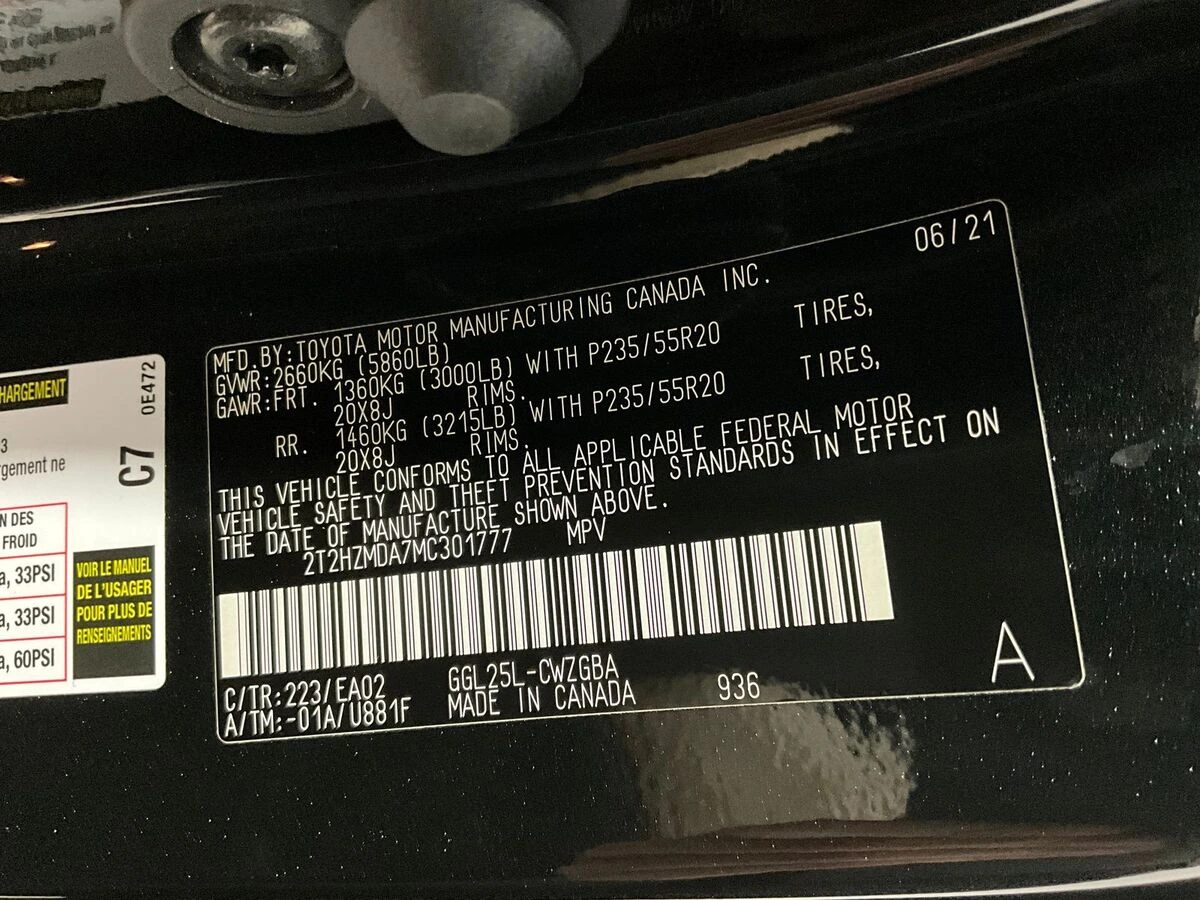 06/21
MFD.BY:TOYOTA MOTOR MANUFACTURING CANADA INC.
GVWR:2660KG (5860LB)
GAWR:FRT. 1360KG (3000LB) WITH P235/55R20 TIRES,
20X8J RIMS.
RR. 1460KG (3215LB) WITH P235/55R20 TIRES,
20X8J RIMS.
THIS VEHICLE CONFORMS TO ALL APPLICABLE FEDERAL MOTOR
VEHICLE SAFETY AND THEFT PREVENTION STANDARDS IN EFFECT ON
THE DATE OF MANUFACTURE SHOWN ABOVE.
2T2HZMDA7MC301777 MPV
C/TR:223/EA02 GGL25L-CWZGBA
A/TM:-01A/U881F MADE IN CANADA 936
A
HARGEMENT
0E472
C7
3
rgement ne
N DES
FROID
a, 33PSI
a, 33PSI
a, 60PSI
VOIR LE MANUEL
DE L'USAGER
POUR PLUS DE
RENSEIGNEMENTS